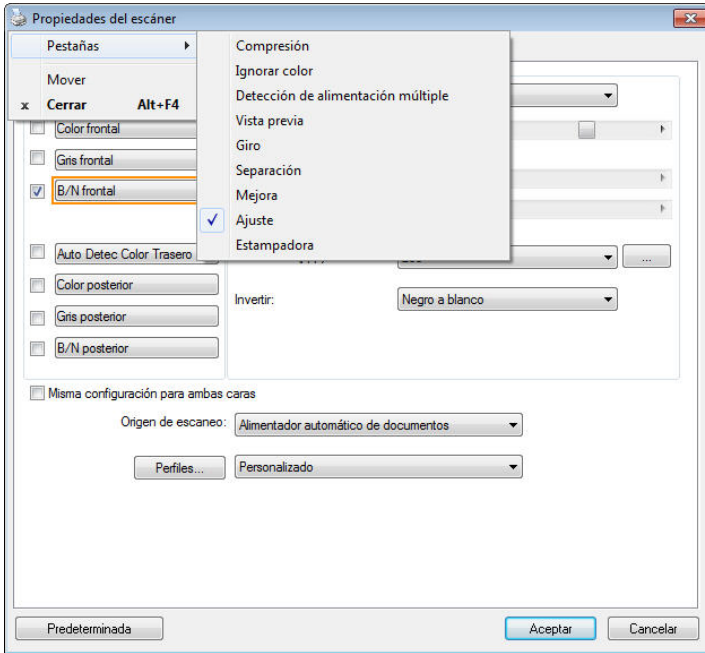 Propiedades del escáner
Pestañas
Mover
x Cerrar Alt+F4
Compresión
Ignorar color
Detección de alimentación múltiple
Vista previa
Giro
Separación
Mejora
Ajuste
Estampadora
Color frontal
Gris frontal
B/N frontal
Auto Detec Color Trasero
Color posterior
Gris posterior
B/N posterior
...
Invertir: Negro a blanco
Misma configuración para ambas caras
Origen de escaneo: Alimentador automático de documentos
Perfiles... Personalizado
Predeterminada Aceptar Cancelar